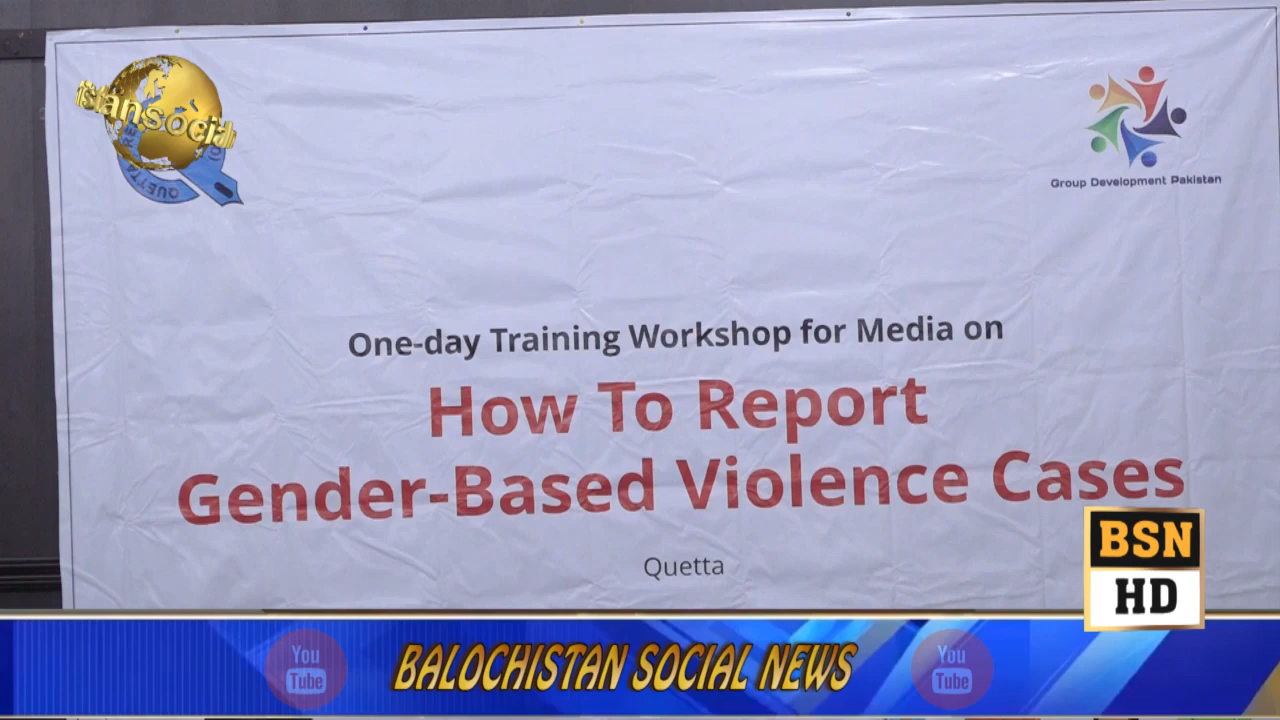 Group Development Pakistan
One-day Training Workshop for Media on
How To Report
Gender-Based Violence Cases
Quetta
BSN
HD
You
Tube
BALOCHISTAN SOCIAL NEWS
You
Tube